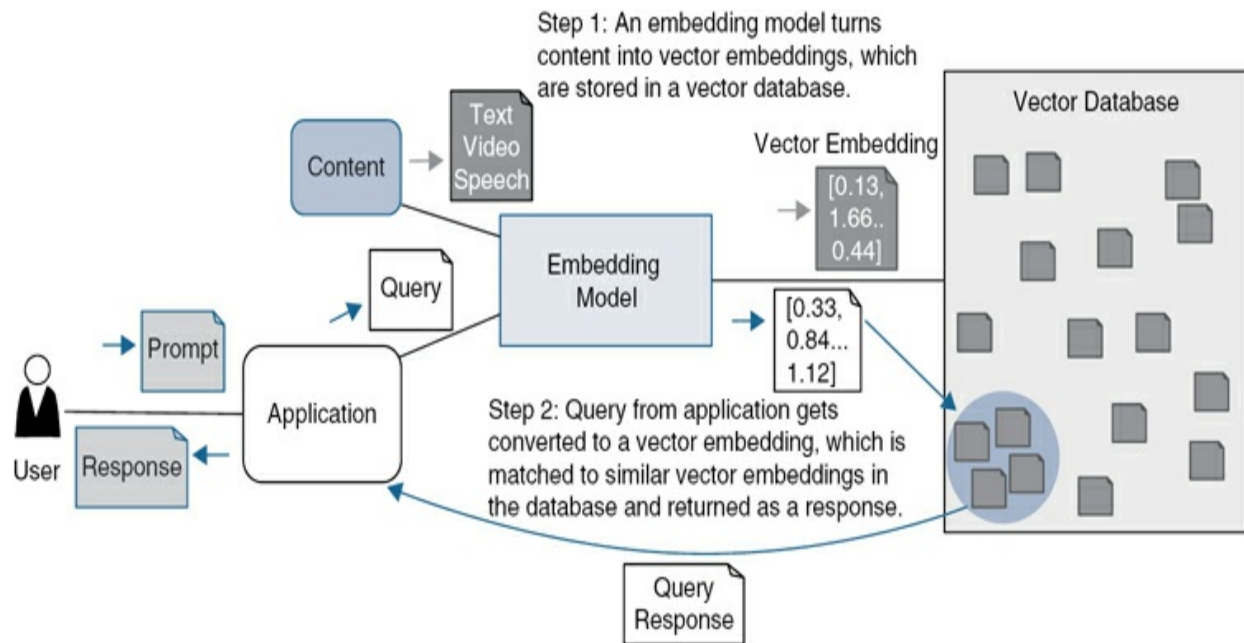 Step 1: An embedding model turns
content into vector embeddings, which
are stored in a vector database.
Vector Database
Content
Text
Video
Speech
Vector Embedding
[0.13,
1.66..
0.44]
Embedding
Model
Query
[0.33,
0.84...
1.12]
Prompt
Application
User
Response
Step 2: Query from application gets
converted to a vector embedding, which is
matched to similar vector embeddings in
the database and returned as a response.
Query
Response